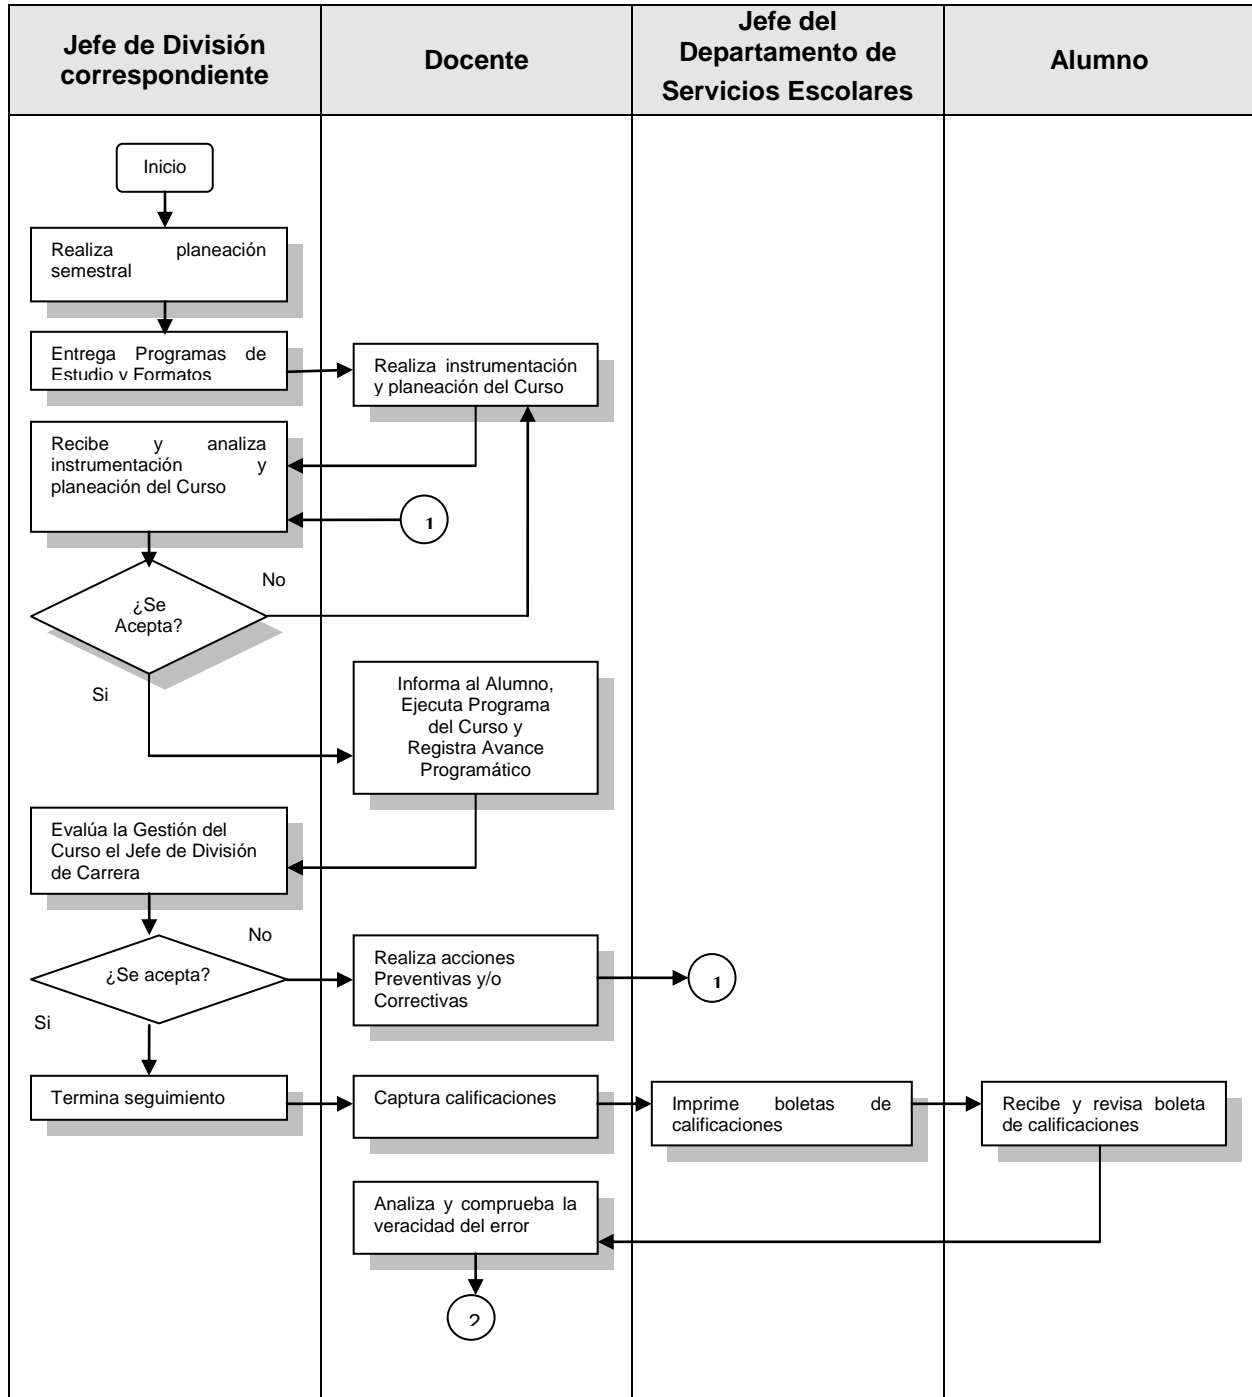 Jefe de División
correspondiente
Docente
Jefe del
Departamento de
Servicios Escolares
Alumno
Inicio
Realiza planeación
semestral
Entrega Programas de
Estudio y Formatos
Realiza instrumentación
y planeación del Curso
Recibe y analiza
instrumentación y
planeación del Curso
1
¿Se
Acepta?
No
Si
Informa al Alumno,
Ejecuta Programa
del Curso y
Registra Avance
Programático
Evalúa la Gestión del
Curso el Jefe de División
de Carrera
¿Se acepta?
No
Si
Realiza acciones
Preventivas y/o
Correctivas
1
Termina seguimiento
Captura calificaciones
Imprime boletas de
calificaciones
Recibe y revisa boleta
de calificaciones
Analiza y comprueba la
veracidad del error
2